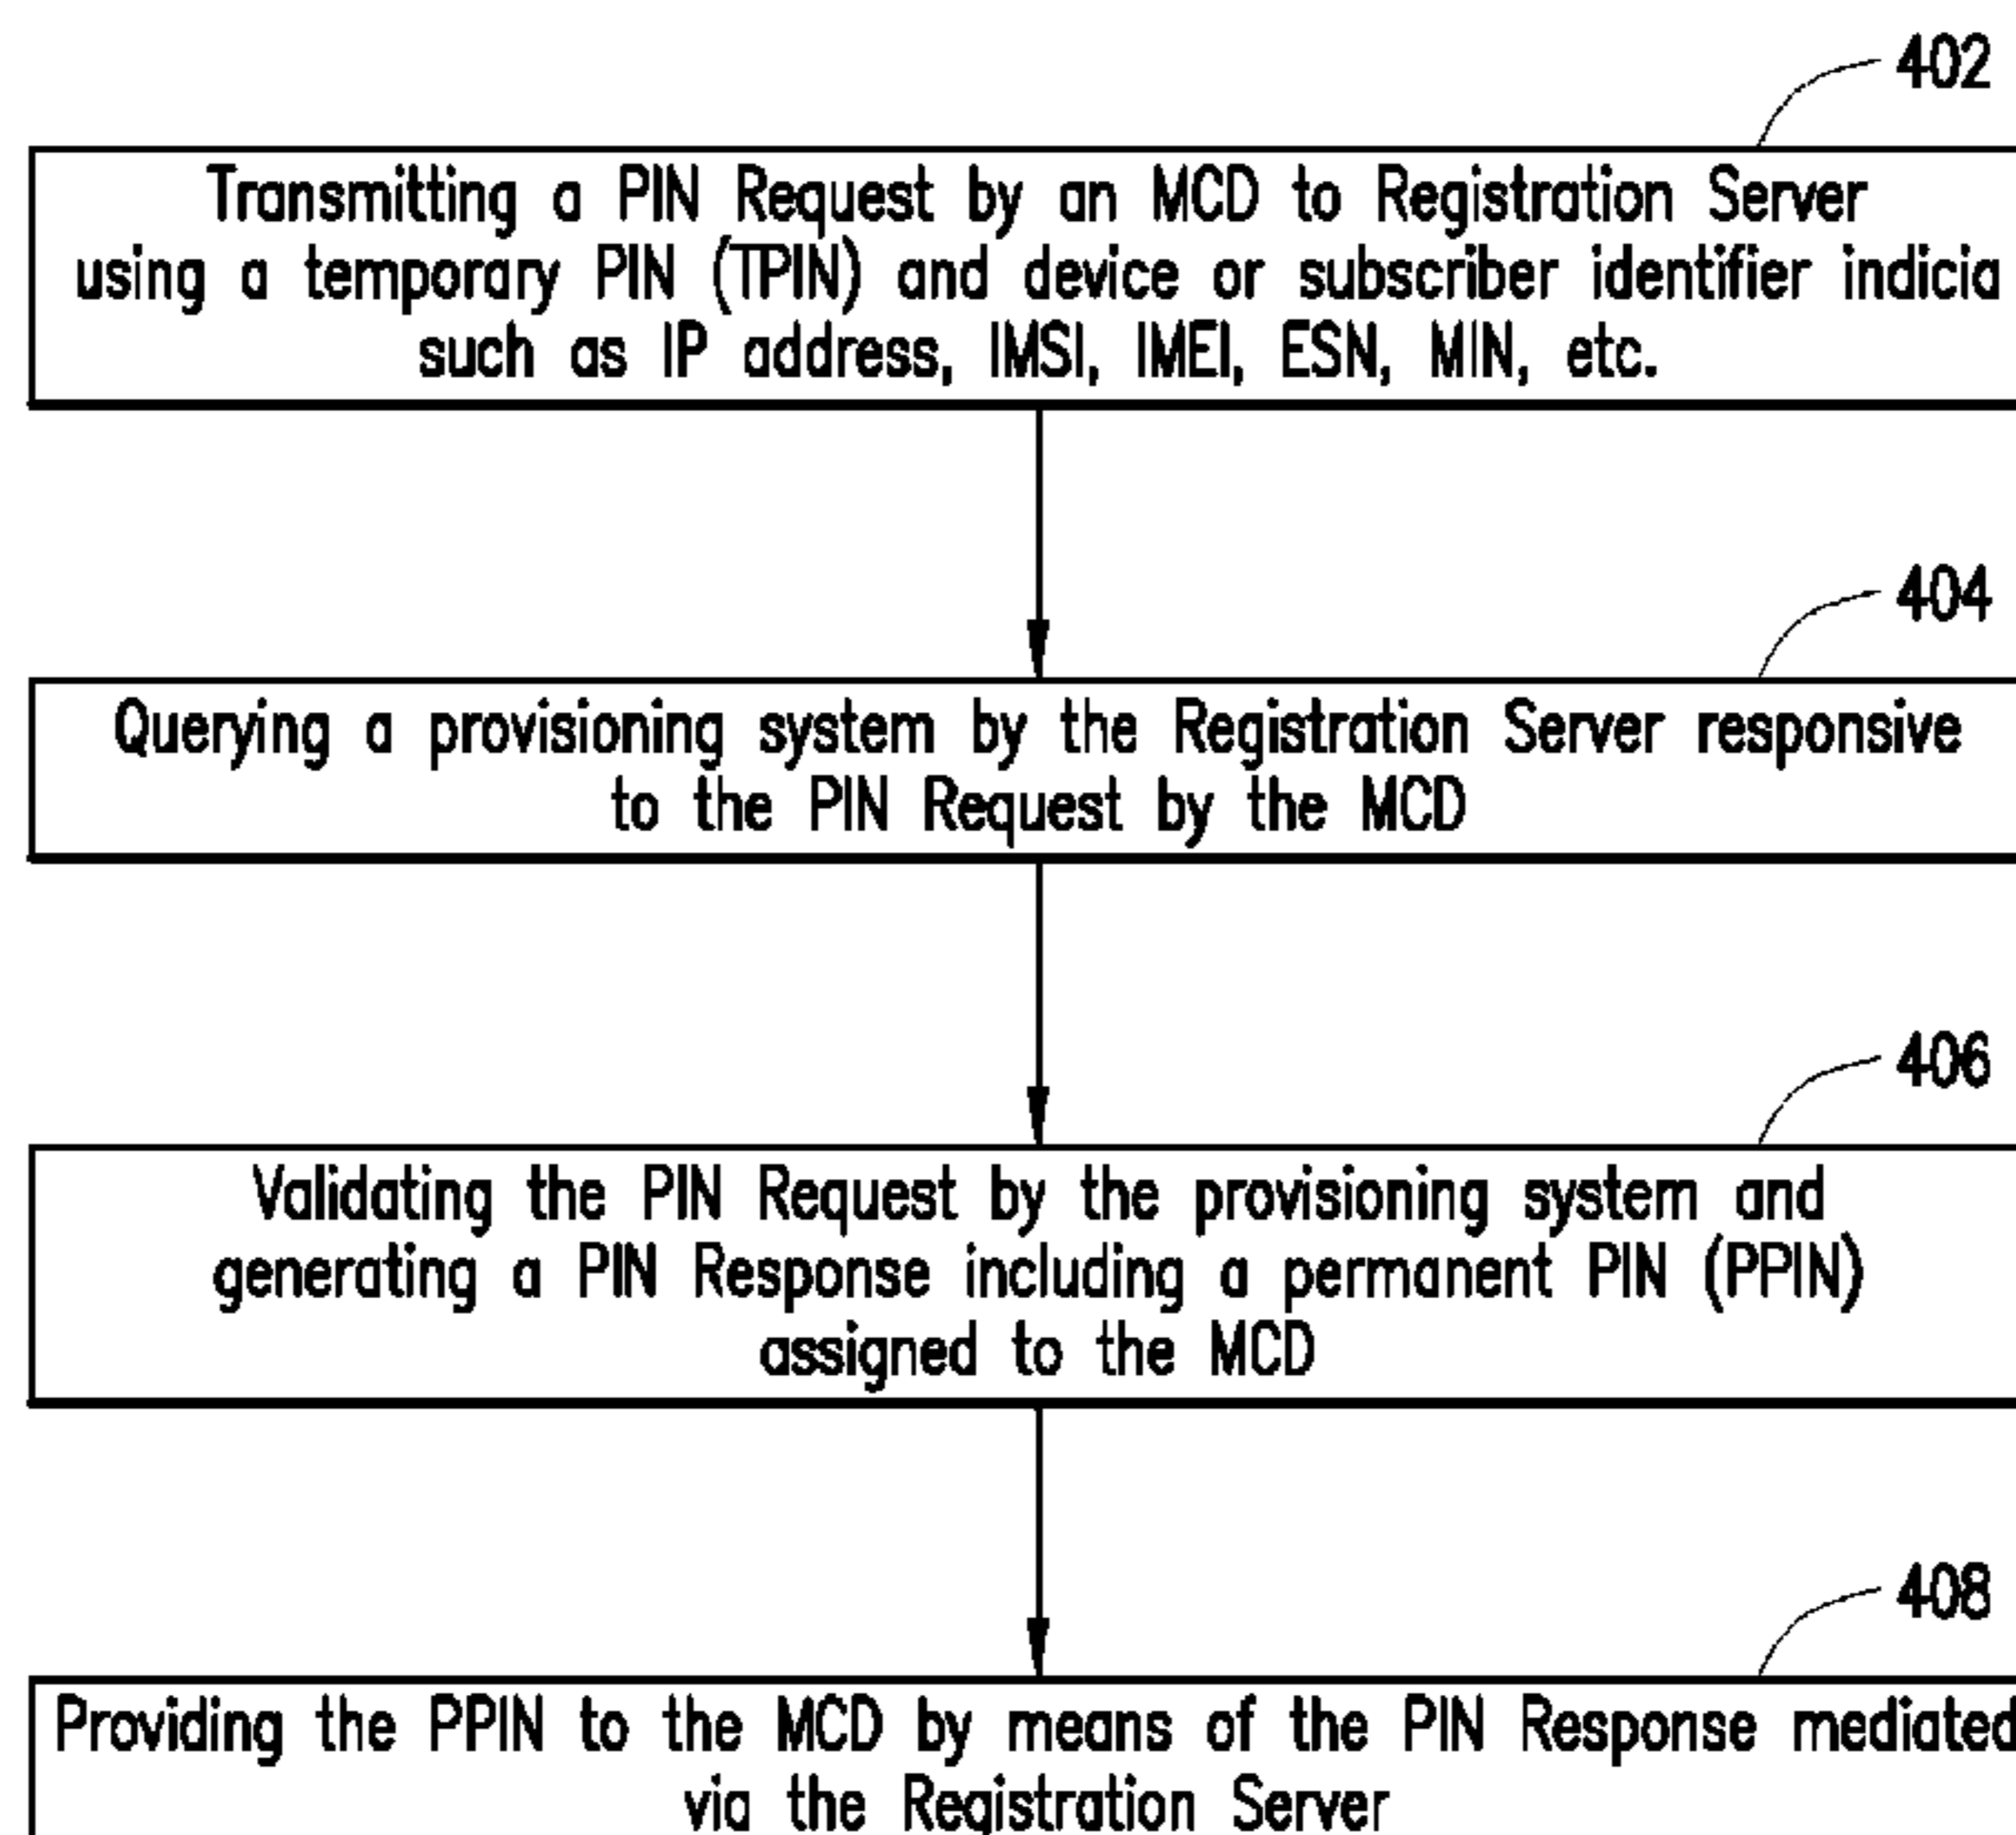 402
Transmitting a PIN Request by an MCD to Registration Server
using a temporary PIN (TPIN) and device or subscriber identifier indicia
such as IP address, IMSI, IMEI, ESN, MIN, etc.
404
Querying a provisioning system by the Registration Server responsive
to the PIN Request by the MCD
406
Validating the PIN Request by the provisioning system and
generating a PIN Response including a permanent PIN (PPIN)
assigned to the MCD
408
Providing the PPIN to the MCD by means of the PIN Response mediated
via the Registration Server